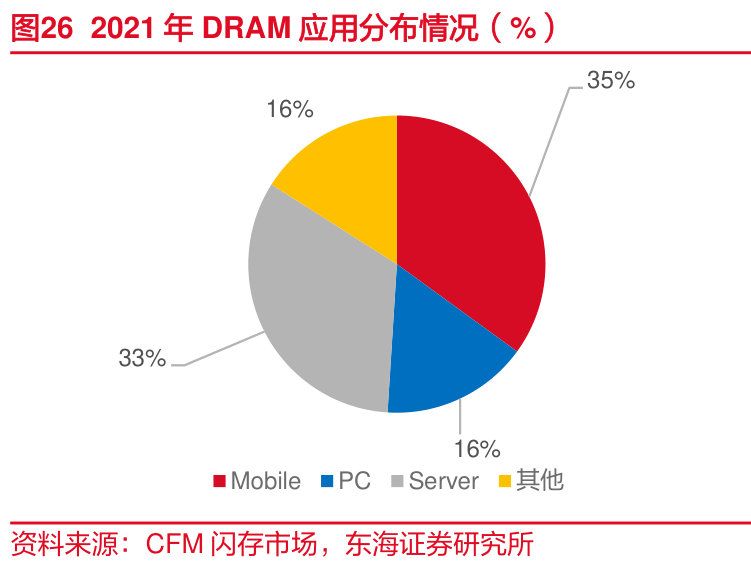 图26 2021 年 DRAM 应用分布情况（%）
35%
16%
33%
16%
Mobile PC Server 其他
资料来源：CFM 闪存市场，东海证券研究所